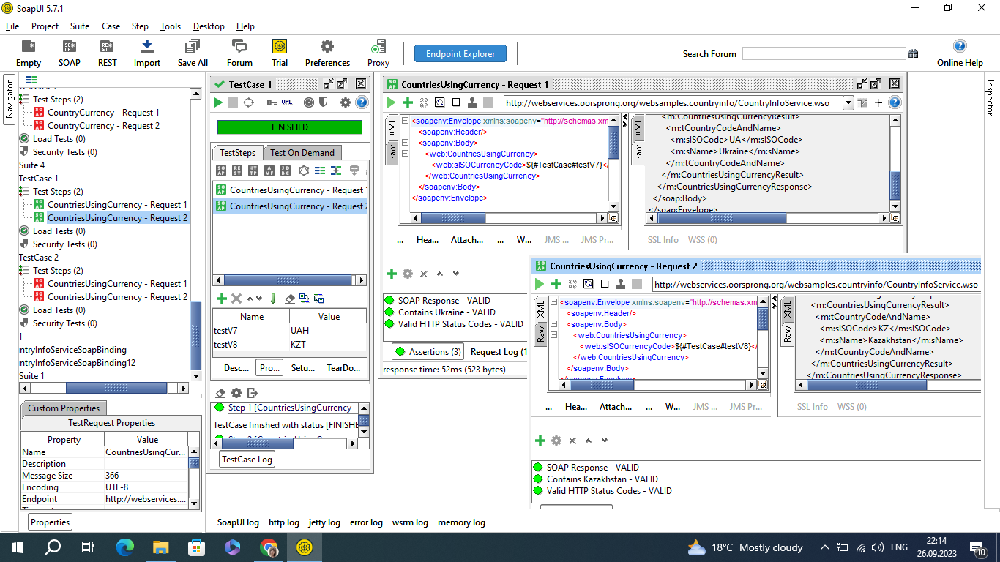 SoapUI 5.7.1
File Project Suite Case Step Tools Desktop Help
Empty SOAP REST Import Save All Forum Trial Preferences Proxy Endpoint Explorer Search Forum Online Help
Navigator
Test Steps (2)
CountryCurrency - Request 1
CountryCurrency - Request 2
Load Tests (0)
Security Tests (0)
Suite 4
TestCase 1
Test Steps (2)
CountriesUsingCurrency - Request 1
CountriesUsingCurrency - Request 2
Load Tests (0)
Security Tests (0)
TestCase 2
Test Steps (2)
CountriesUsingCurrency - Request 1
CountriesUsingCurrency - Request 2
Load Tests (0)
Security Tests (0)
1
ntryInfoServiceSoapBinding
ntryInfoServiceSoapBinding12
Suite 1
Custom Properties
TestRequest Properties
Property Value
Name CountriesUsingCur...
Description
Message Size 366
Encoding UTF-8
Endpoint http://webservices....
Properties
TestCase 1
URL
FINISHED
TestSteps Test On Demand
CountriesUsingCurrency - Request
CountriesUsingCurrency - Request 2
Name Value
testV7 UAH
testV8 KZT
Desc... Pro... Setu... TearDo...
Step 1 [CountriesUsingCurrency -
TestCase finished with status [FINISHE
TestCase Log
CountriesUsingCurrency - Request 1
http://webservices.oorsprong.org/websamples.countryinfo/CountryInfoService.wso
XML
Raw
<soapenv:Envelope xmlns:soapenv="http://schemas.xm
<soapenv:Header/>
<soapenv:Body>
<web:CountriesUsingCurrency>
<web:sISOCurrencyCode>${#TestCase#testV7}</
</web:CountriesUsingCurrency>
</soapenv:Body>
</soapenv:Envelope>
XML
Raw
<m:CountriesUsingCurrencyResult>
<m:tCountryCodeAndName>
<m:sISOCode>UA</m:sISOCode>
<m:sName>Ukraine</m:sName>
</m:tCountryCodeAndName>
</m:CountriesUsingCurrencyResult>
</m:CountriesUsingCurrencyResponse>
</soap:Body>
</soap:Envelope>
... Hea... Attach... ... W... JMS ... JMS Pr... SSL Info WSS (0)
SOAP Response - VALID
Contains Ukraine - VALID
Valid HTTP Status Codes - VALID
Assertions (3) Request Log (1
response time: 52ms (523 bytes)
CountriesUsingCurrency - Request 2
http://webservices.oorsprong.org/websamples.countryinfo/CountryInfoService.wso
XML
Raw
<soapenv:Envelope xmlns:soapenv="http://schemas.xm
<soapenv:Header/>
<soapenv:Body>
<web:CountriesUsingCurrency>
<web:sISOCurrencyCode>${#TestCase#testV8}</
</web:CountriesUsingCurrency>
</soapenv:Body>
</soapenv:Envelope>
XML
Raw
<m:CountriesUsingCurrencyResult>
<m:tCountryCodeAndName>
<m:sISOCode>KZ</m:sISOCode>
<m:sName>Kazakhstan</m:sName>
</m:tCountryCodeAndName>
</m:CountriesUsingCurrencyResult>
</m:CountriesUsingCurrencyResponse>
... Hea... Attach... ... W... JMS ... JMS Pr... SSL Info WSS (0)
SOAP Response - VALID
Contains Kazakhstan - VALID
Valid HTTP Status Codes - VALID
Inspector
SoapUI log http log jetty log error log wsrm log memory log
18°C Mostly cloudy ENG 22:14
26.09.2023 10